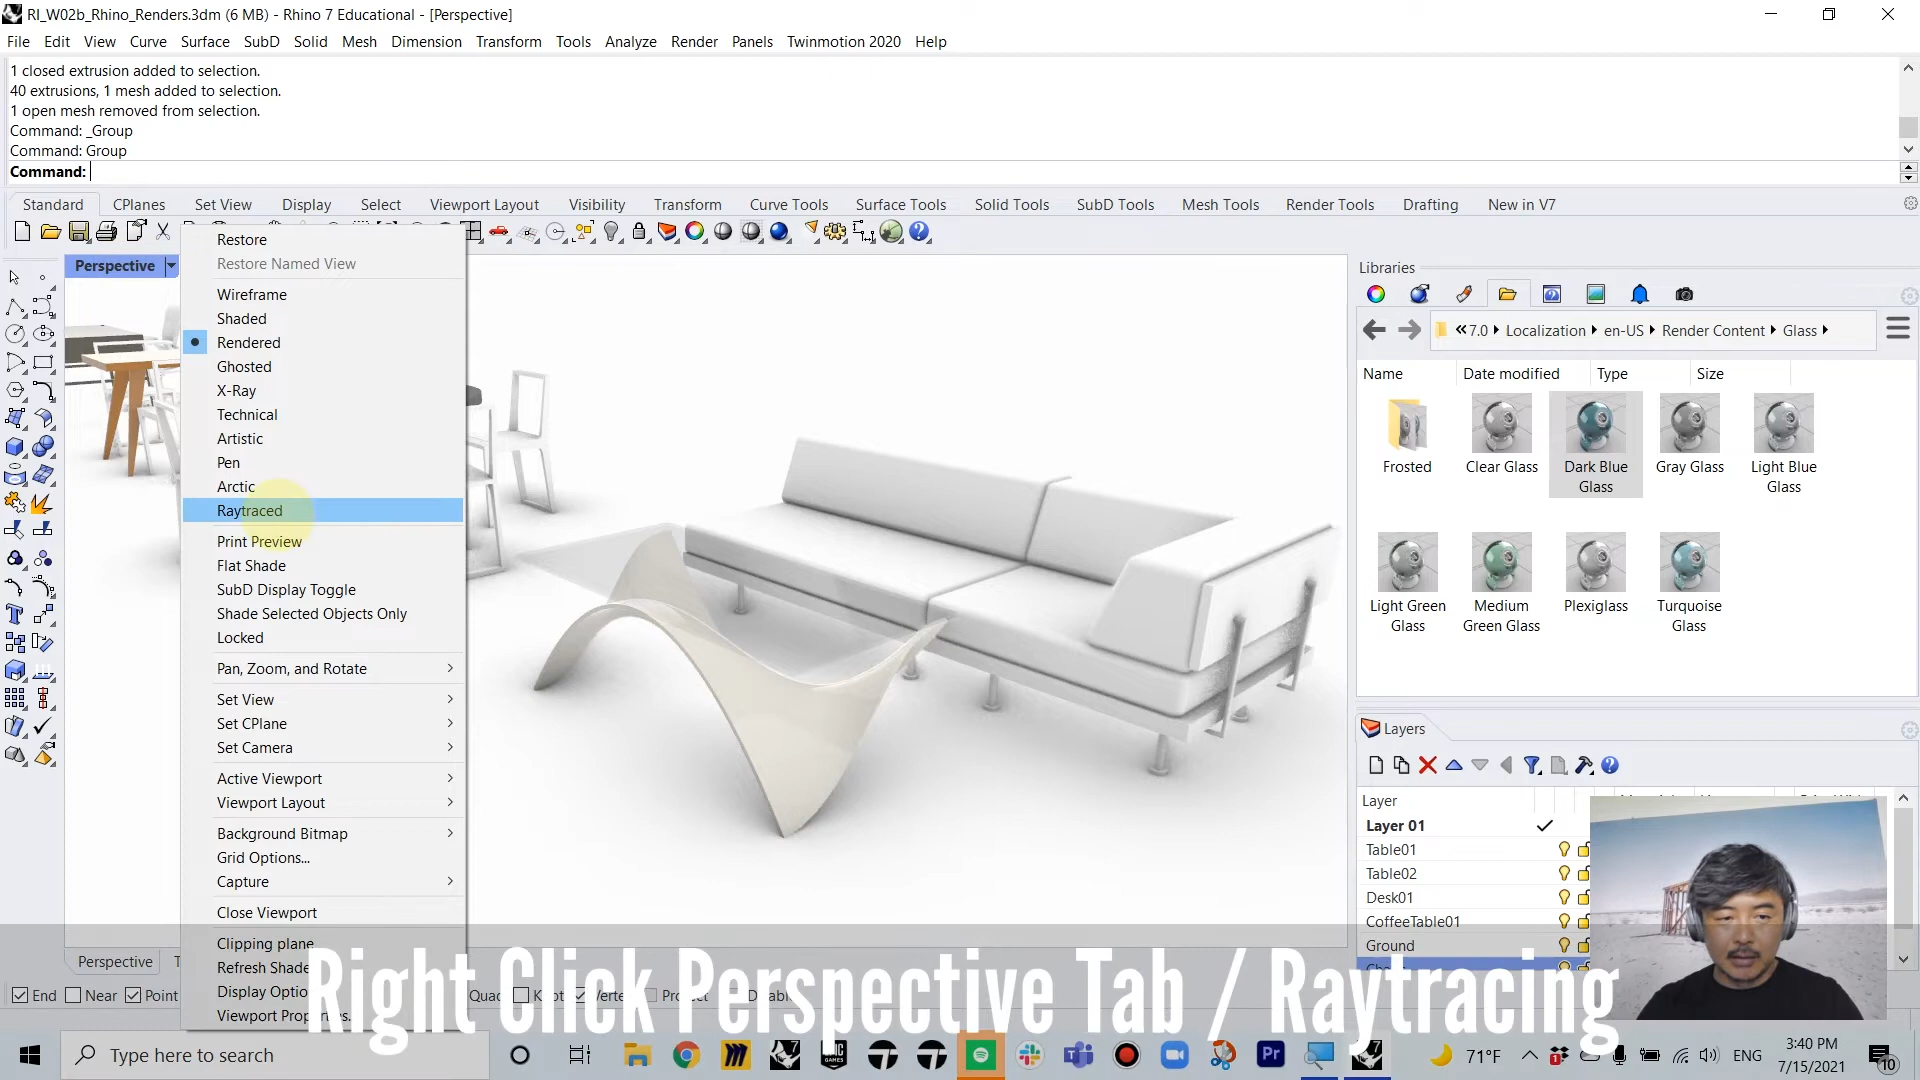 RI_W02b_Rhino_Renders.3dm (6 MB) - Rhino 7 Educational - [Perspective]
File Edit View Curve Surface SubD Solid Mesh Dimension Transform Tools Analyze Render Panels Twinmotion 2020 Help
1 closed extrusion added to selection.
40 extrusions, 1 mesh added to selection.
1 open mesh removed from selection.
Command: _Group
Command: Group
Command:
Standard CPlanes Set View Display Select Viewport Layout Visibility Transform Curve Tools Surface Tools Solid Tools SubD Tools Mesh Tools Render Tools Drafting New in V7
Perspective
Restore
Restore Named View
Wireframe
Shaded
Rendered
Ghosted
X-Ray
Technical
Artistic
Pen
Arctic
Raytraced
Print Preview
Flat Shade
SubD Display Toggle
Shade Selected Objects Only
Locked
Pan, Zoom, and Rotate
Set View
Set CPlane
Set Camera
Active Viewport
Viewport Layout
Background Bitmap
Grid Options...
Capture
Close Viewport
Clipping plane
Refresh Shade
Display Optio
Viewport Prope
Libraries
« 7.0 Localization en-US Render Content Glass
Name Date modified Type Size
Frosted
Clear Glass
Dark Blue
Glass
Gray Glass
Light Blue
Glass
Light Green
Glass
Medium
Green Glass
Plexiglass
Turquoise
Glass
Layers
Layer
Layer 01
Table01
Table02
Desk01
CoffeeTable01
Ground
Perspective T
End Near Point Quad Knot Vertex Project Disable
Right Click Perspective Tab / Raytracing
Type here to search
71°F
ENG
3:40 PM
7/15/2021
10